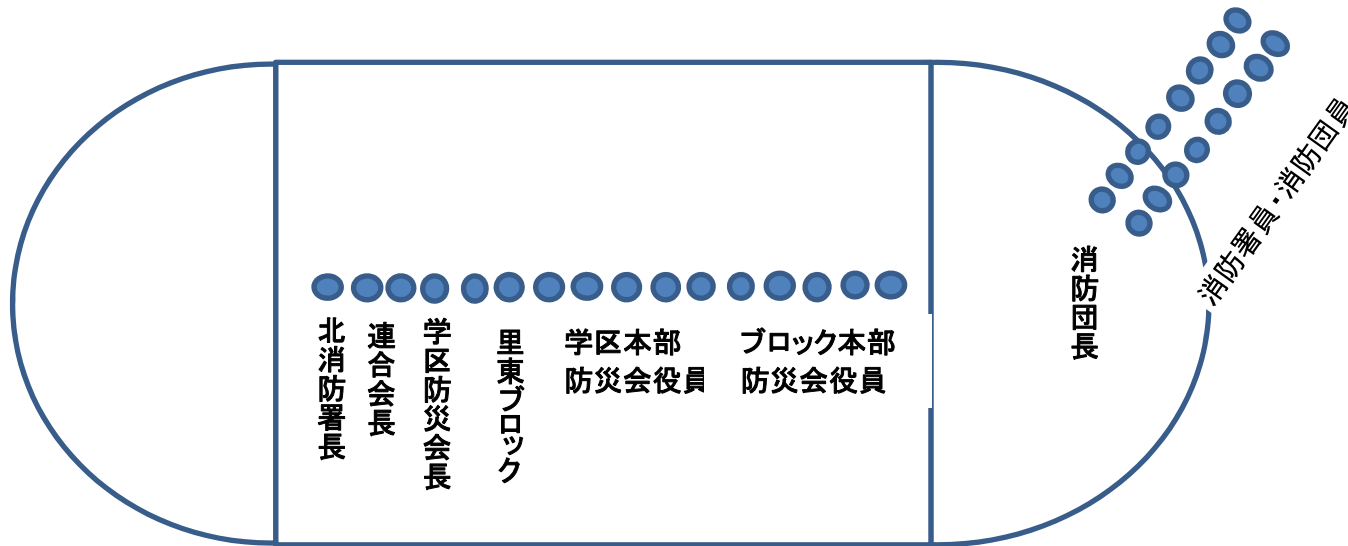 北消防署長
連合会長
学区防災会長
里東ブロック
学区本部
防災会役員
ブロック本部
防災会役員
消防団長
消防署員・消防団員